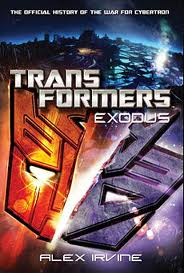 THE OFFICIAL HISTORY OF THE WAR FOR CYBERTRON
TRANS
FORMERS
EXODUS
ALEX IRVINE